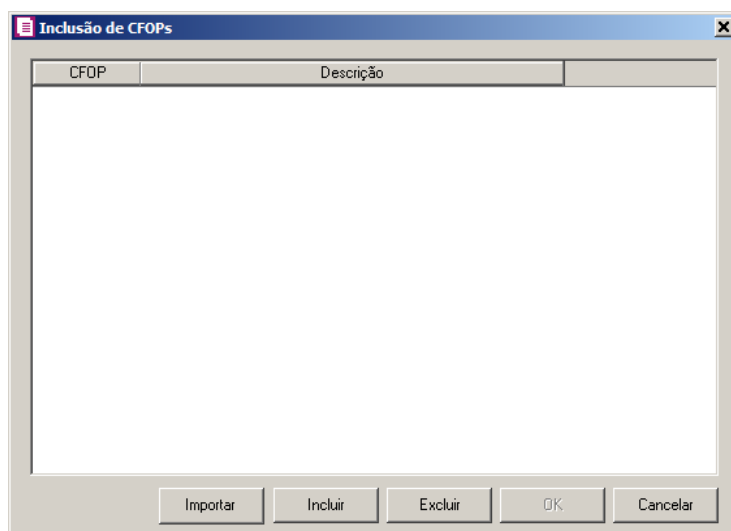 Inclusão de CFOPs
CFOP Descrição
Importar Incluir Excluir OK Cancelar